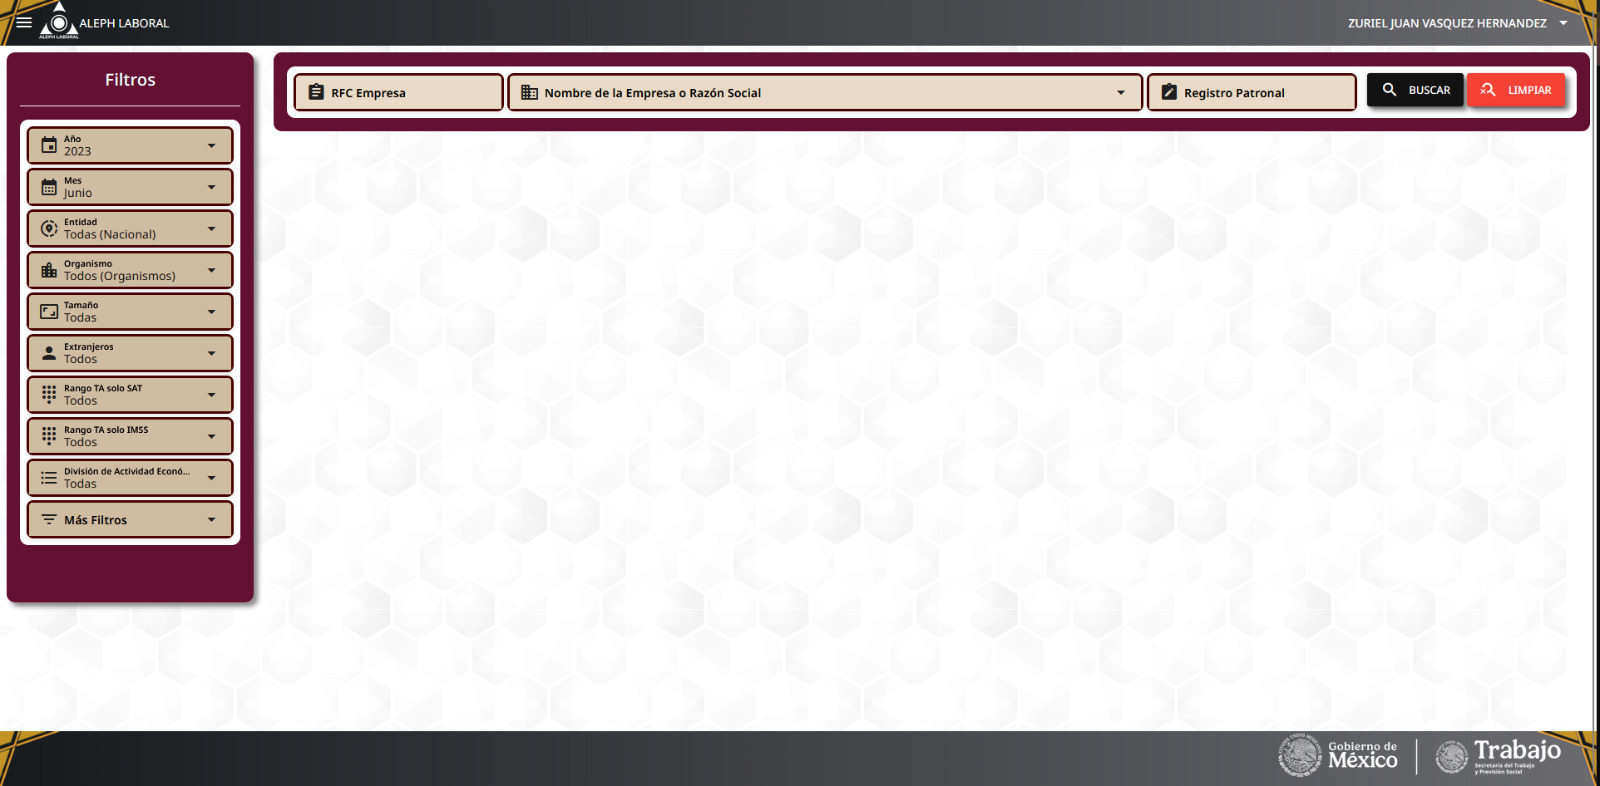 ALEPH LABORAL
ALEPH LABORAL
ZURIEL JUAN VASQUEZ HERNANDEZ
Filtros
Año
2023
Mes
Junio
Entidad
Todas (Nacional)
Organismo
Todos (Organismos)
Tamaño
Todas
Extranjeros
Todos
Rango TA solo SAT
Todos
Rango TA solo IMSS
Todos
División de Actividad Econó...
Todas
Más Filtros
RFC Empresa
Nombre de la Empresa o Razón Social
Registro Patronal
BUSCAR
LIMPIAR
Gobierno de
México
Trabajo
Secretaría del Trabajo
y Previsión Social